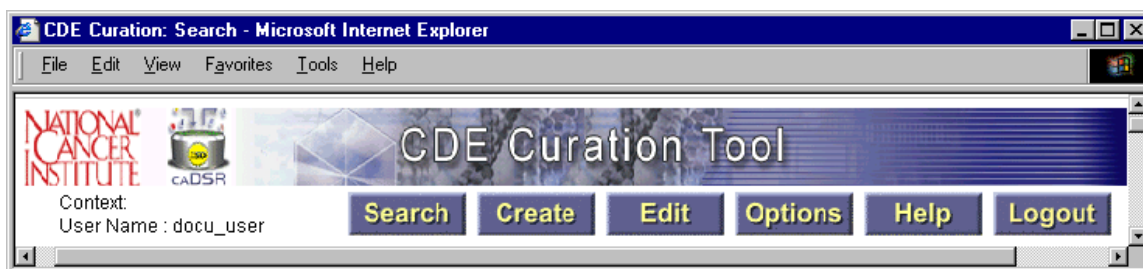 CDE Curation: Search - Microsoft Internet Explorer
File Edit View Favorites Tools Help
NATIONAL
CANCER
INSTITUTE
caDSR
CDE Curation Tool
Context:
User Name : docu_user
Search Create Edit Options Help Logout